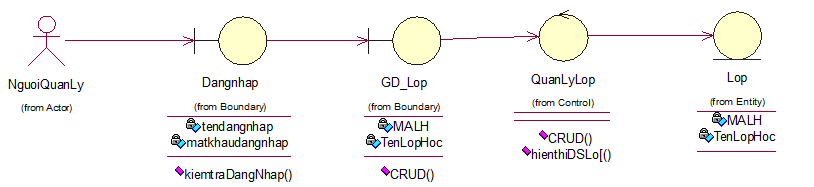 NguoiQuanLy
(from Actor)
Dangnhap
(from Boundary)
tendangnhap
matkhaudangnhap
kiemtraDangNhap()
GD_Lop
(from Boundary)
MALH
TenLopHoc
CRUD()
QuanLyLop
(from Control)
CRUD()
hienthiDSLo[()
Lop
(from Entity)
MALH
TenLopHoc